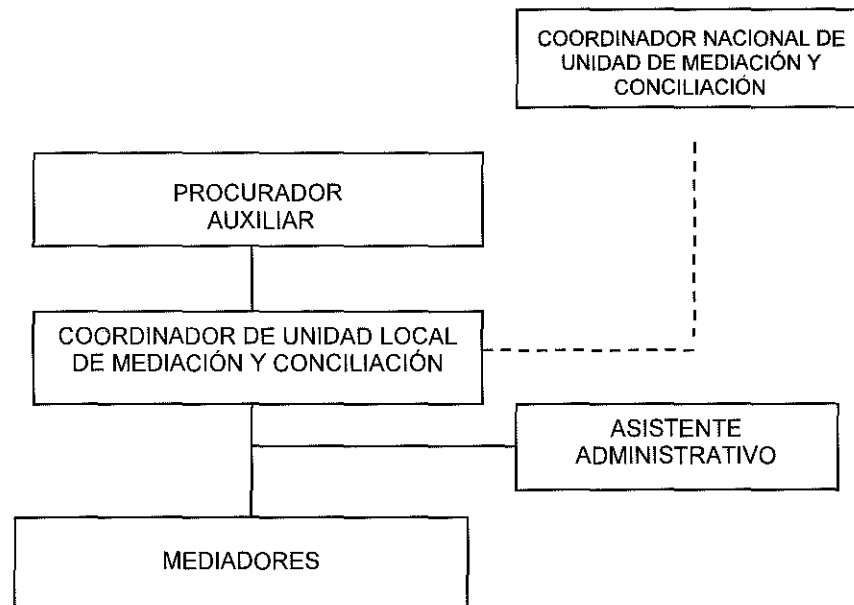 COORDINADOR NACIONAL DE
UNIDAD DE MEDIACIÓN Y
CONCILIACIÓN
PROCURADOR
AUXILIAR
COORDINADOR DE UNIDAD LOCAL
DE MEDIACIÓN Y CONCILIACIÓN
ASISTENTE
ADMINISTRATIVO
MEDIADORES